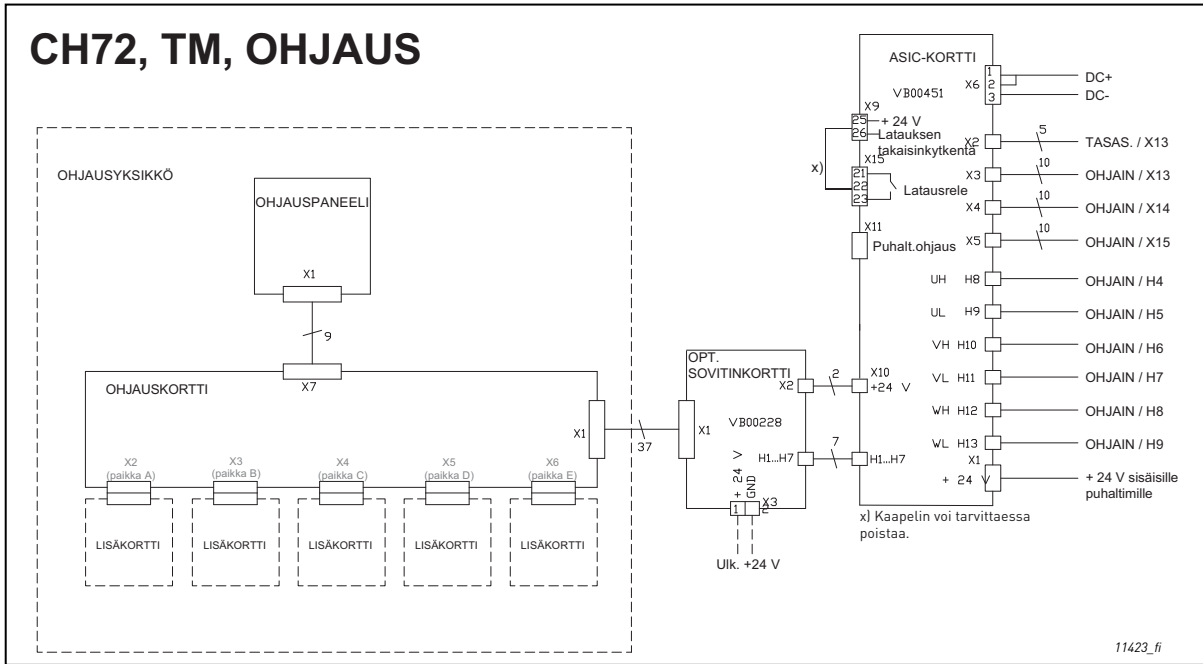 CH72, TM, OHJAUS
OHJAUSYKSIKKÖ
OHJAUSPANEELI
X1
9
X7
OHJAUSKORTTI
X1
37
X2
(paikka A)
X3
(paikka B)
X4
(paikka C)
X5
(paikka D)
X6
(paikka E)
LISÄKORTTI
LISÄKORTTI
LISÄKORTTI
LISÄKORTTI
LISÄKORTTI
OPT.
SOVITINKORTTI
X2
X1
VB00228
H1...H7
+ 24 V
GND
X3
1
2
Ulk. +24 V
2
7
ASIC-KORTTI
VB00451
X6
1
2
3
DC+
DC-
X9
25
26
+ 24 V
Latauksen
takaisinkytkentä
x)
X15
21
22
23
Latausrele
X11
Puhalt.ohjaus
X10
+24 V
H1...H7
X2
5
TASAS. / X13
X3
10
OHJAIN / X13
X4
10
OHJAIN / X14
X5
10
OHJAIN / X15
UH H8
OHJAIN / H4
UL H9
OHJAIN / H5
VH H10
OHJAIN / H6
VL H11
OHJAIN / H7
WH H12
OHJAIN / H8
WL H13
OHJAIN / H9
X1
+ 24 V
+ 24 V sisäisille
puhaltimille
x) Kaapelin voi tarvittaessa
poistaa.
11423_fi